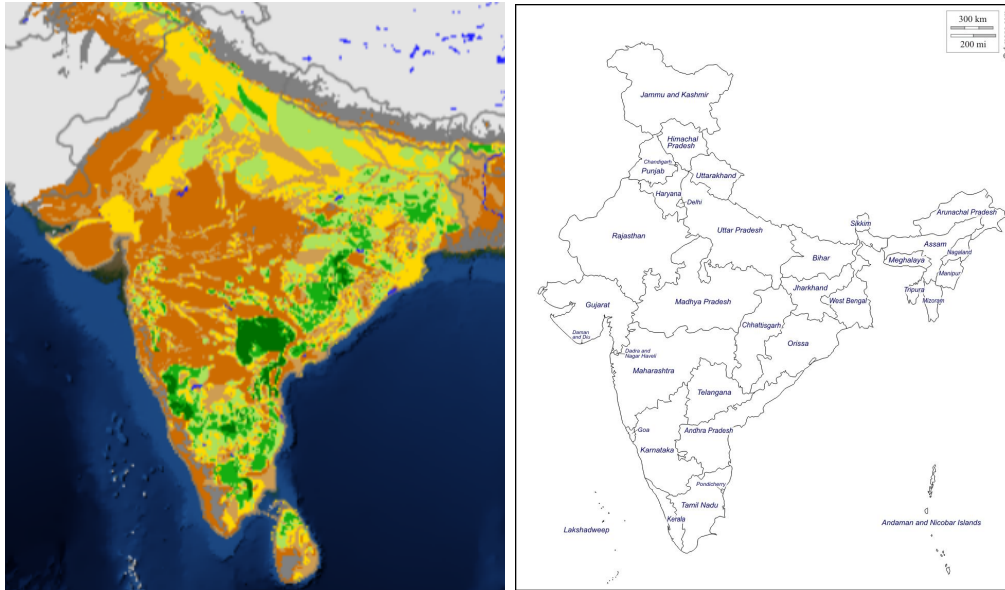 300 km
200 mi
Jammu and Kashmir
Himachal
Pradesh
Chandigarh
Punjab
Uttarakhand
Haryana
Delhi
Arunachal Pradesh
Sikkim
Rajasthan
Uttar Pradesh
Assam
Nagaland
Bihar
Meghalaya
Manipur
Jharkhand
Tripura
Gujarat
Madhya Pradesh
West Bengal
Mizoram
Chhattisgarh
Daman
and Diu
Orissa
Dadra and
Nagar Haveli
Maharashtra
Telangana
Goa
Andhra Pradesh
Karnataka
Pondicherry
Tamil Nadu
Kerala
Lakshadweep
Andaman and Nicobar Islands